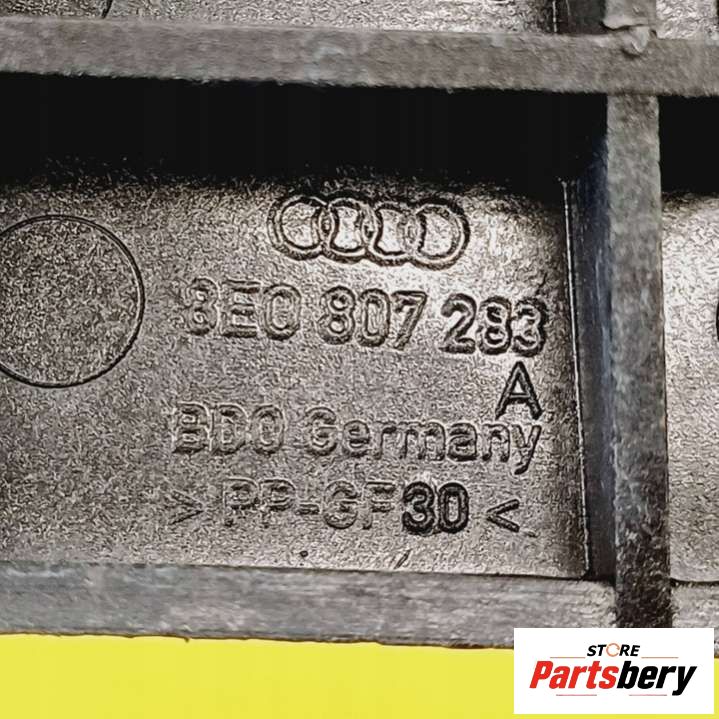 8E0 807 283
A
BDO Germany
> PP-GF30 <
STORE
Partsbery